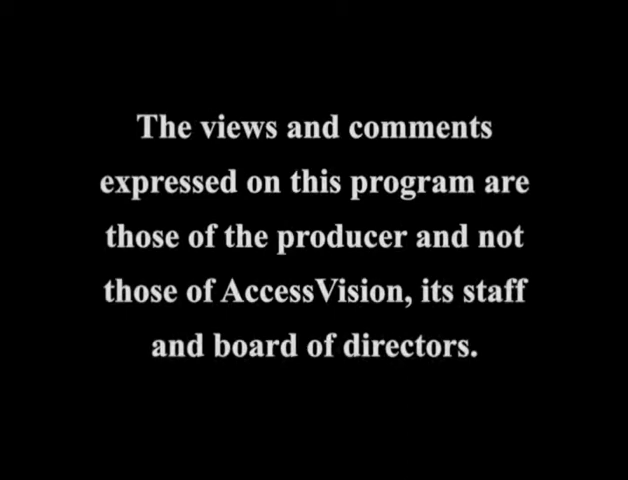 The views and comments
expressed on this program are
those of the producer and not
those of AccessVision, its staff
and board of directors.